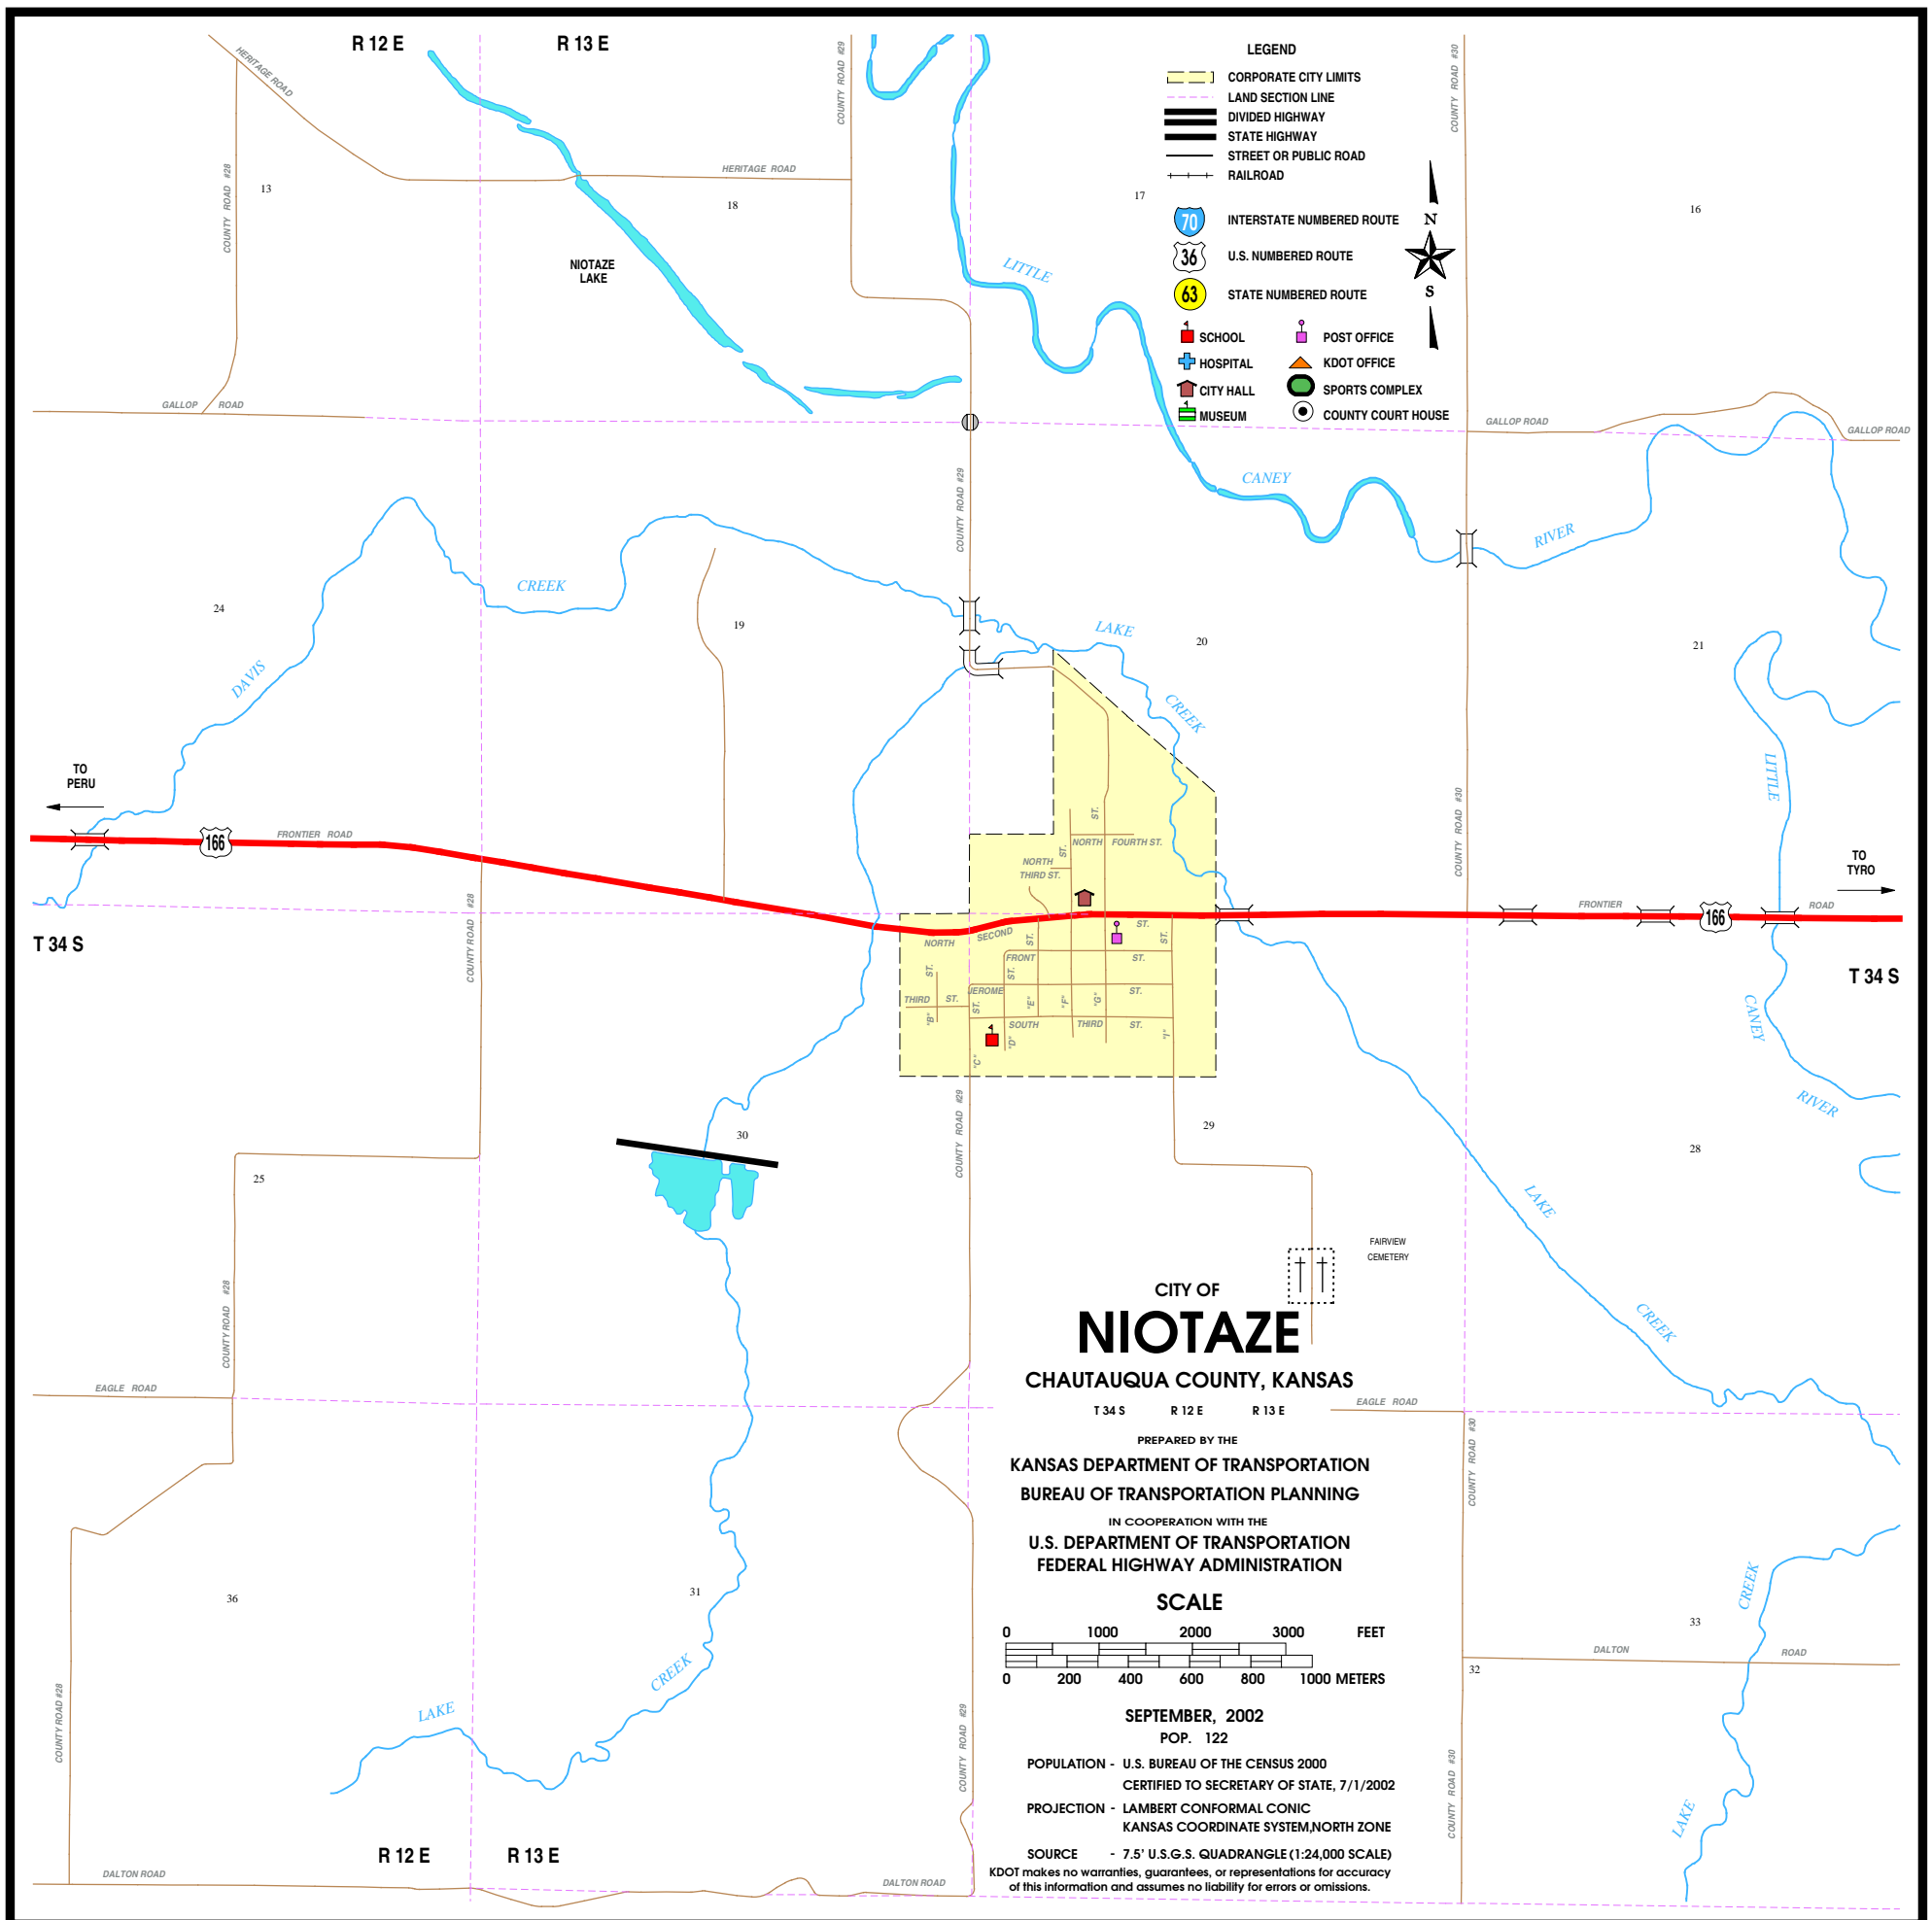 R 12 E
R 13 E
HERITAGE ROAD
COUNTY ROAD #28
COUNTY ROAD #29
COUNTY ROAD #30
HERITAGE ROAD
13
18
17
16
NIOTAZE
LAKE
LITTLE
LEGEND
CORPORATE CITY LIMITS
LAND SECTION LINE
DIVIDED HIGHWAY
STATE HIGHWAY
STREET OR PUBLIC ROAD
RAILROAD
70 INTERSTATE NUMBERED ROUTE
36 U.S. NUMBERED ROUTE
63 STATE NUMBERED ROUTE
N
S
SCHOOL
POST OFFICE
HOSPITAL
KDOT OFFICE
CITY HALL
SPORTS COMPLEX
MUSEUM
COUNTY COURT HOUSE
GALLOP ROAD
GALLOP ROAD
GALLOP ROAD
COUNTY ROAD #29
CANEY
RIVER
CREEK
24
DAVIS
19
LAKE
CREEK
20
21
LITTLE
TO
PERU
166
FRONTIER ROAD
COUNTY ROAD #30
TO
TYRO
ST.
NORTH FOURTH ST.
ST.
NORTH
THIRD ST.
FRONTIER ROAD
166
T 34 S
COUNTY ROAD #28
NORTH SECOND ST.
ST.
ST.
FRONT ST.
ST.
ST.
JEROME ST.
THIRD ST.
ST.
"B"
"E"
"F"
"G"
SOUTH THIRD ST.
"C"
"D"
"I"
T 34 S
CANEY
RIVER
COUNTY ROAD #29
30
29
28
25
LAKE
CREEK
FAIRVIEW
CEMETERY
COUNTY ROAD #28
EAGLE ROAD
EAGLE ROAD
COUNTY ROAD #30
CITY OF
NIOTAZE
CHAUTAUQUA COUNTY, KANSAS
T 34 S R 12 E R 13 E
PREPARED BY THE
KANSAS DEPARTMENT OF TRANSPORTATION
BUREAU OF TRANSPORTATION PLANNING
IN COOPERATION WITH THE
U.S. DEPARTMENT OF TRANSPORTATION
FEDERAL HIGHWAY ADMINISTRATION
SCALE
0 1000 2000 3000 FEET
0 200 400 600 800 1000 METERS
SEPTEMBER, 2002
POP. 122
POPULATION - U.S. BUREAU OF THE CENSUS 2000
CERTIFIED TO SECRETARY OF STATE, 7/1/2002
PROJECTION - LAMBERT CONFORMAL CONIC
KANSAS COORDINATE SYSTEM,NORTH ZONE
SOURCE - 7.5' U.S.G.S. QUADRANGLE (1:24,000 SCALE)
KDOT makes no warranties, guarantees, or representations for accuracy
of this information and assumes no liability for errors or omissions.
36
31
CREEK
LAKE
COUNTY ROAD #28
COUNTY ROAD #29
COUNTY ROAD #30
33
32
CREEK
LAKE
DALTON ROAD
R 12 E
R 13 E
DALTON ROAD
DALTON ROAD